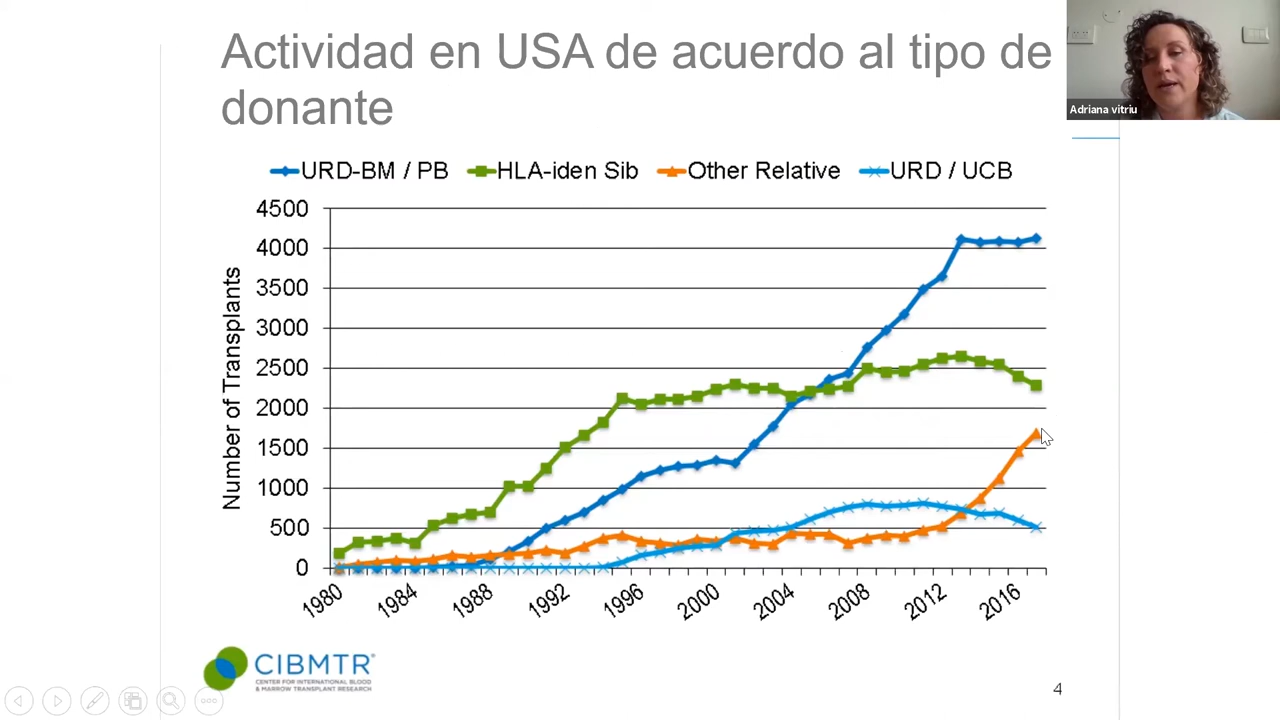 Actividad en USA de acuerdo al tipo de
donante
Adriana vitriu
URD-BM / PB HLA-iden Sib Other Relative URD / UCB
Number of Transplants
4500
4000
3500
3000
2500
2000
1500
1000
500
0
1980 1984 1988 1992 1996 2000 2004 2008 2012 2016
CIBMTR®
CENTER FOR INTERNATIONAL BLOOD
& MARROW TRANSPLANT RESEARCH
4